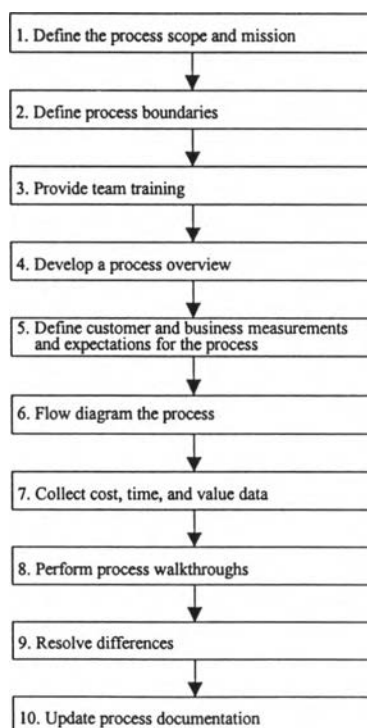 1. Define the process scope and mission
2. Define process boundaries
3. Provide team training
4. Develop a process overview
5. Define customer and business measurements
and expectations for the process
6. Flow diagram the process
7. Collect cost, time, and value data
8. Perform process walkthroughs
9. Resolve differences
10. Update process documentation